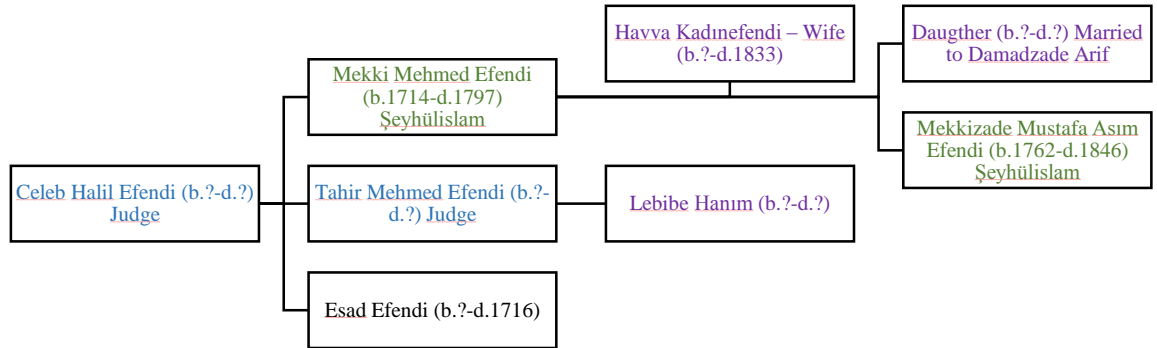 Havva Kadınefendi – Wife
(b.?-d.1833)
Daugther (b.?-d.?) Married
to Damadzade Arif
Mekki Mehmed Efendi
(b.1714-d.1797)
Şeyhülislam
Mekkizade Mustafa Asım
Efendi (b.1762-d.1846)
Şeyhülislam
Celeb Halil Efendi (b.?-d.?)
Judge
Tahir Mehmed Efendi (b.?-
d.?) Judge
Lebibe Hanım (b.?-d.?)
Esad Efendi (b.?-d.1716)